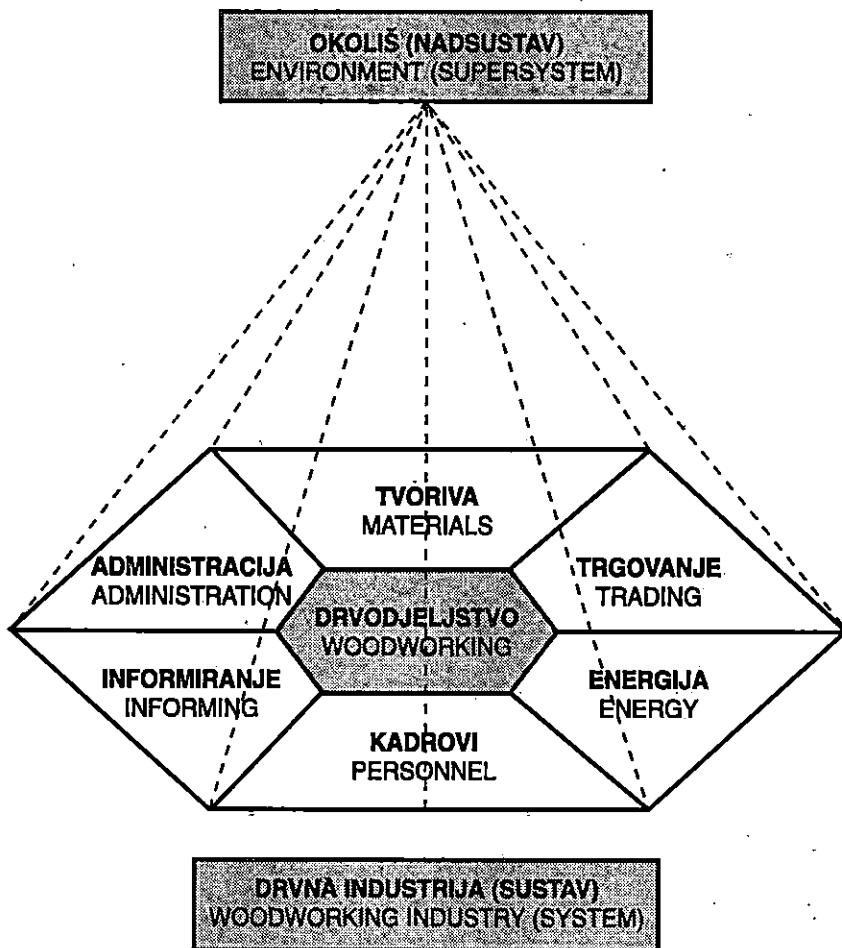 OKOLIŠ (NADSUSTAV)
ENVIRONMENT (SUPERSYSTEM)
TVORIVA
MATERIALS
ADMINISTRACIJA
ADMINISTRATION
TRGOVANJE
TRADING
DRVODJELJSTVO
WOODWORKING
INFORMIRANJE
INFORMING
ENERGIJA
ENERGY
KADROVI
PERSONNEL
DRVNA INDUSTRIJA (SUSTAV)
WOODWORKING INDUSTRY (SYSTEM)